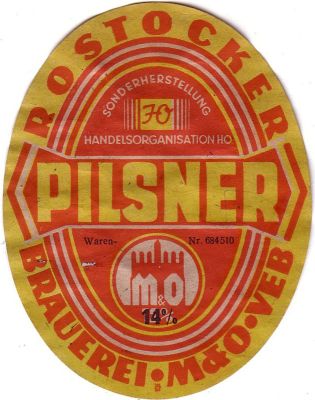 ROSTOCKER
SONDERHERSTELLUNG
HO
HANDELSORGANISATION HO
PILSNER
Waren- Nr. 684510
M&O
14%
BRAUEREI · M&O · VEB